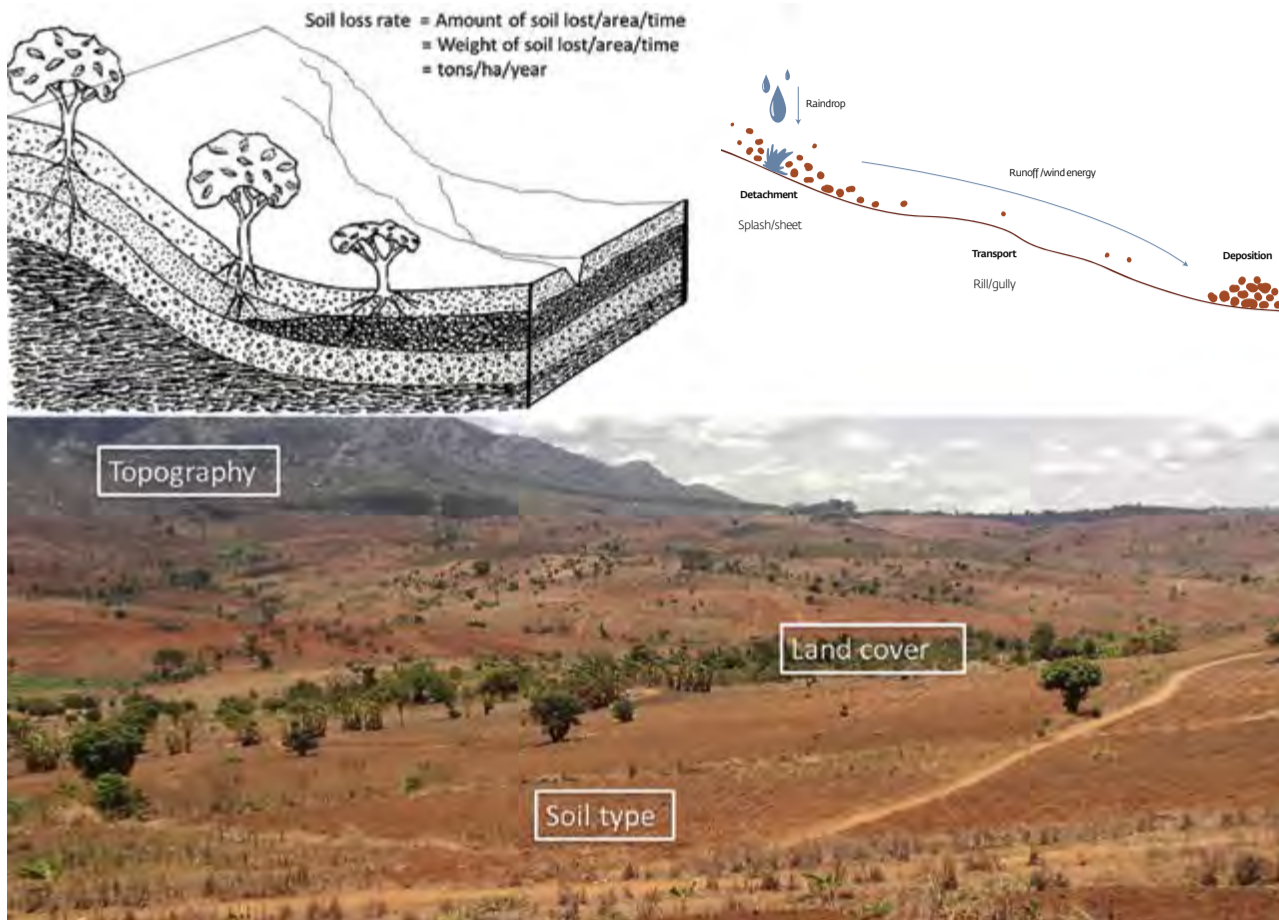 Soil loss rate = Amount of soil lost/area/time
= Weight of soil lost/area/time
= tons/ha/year
Raindrop
Runoff/wind energy
Detachment
Splash/sheet
Transport
Rill/gully
Deposition
Topography
Land cover
Soil type